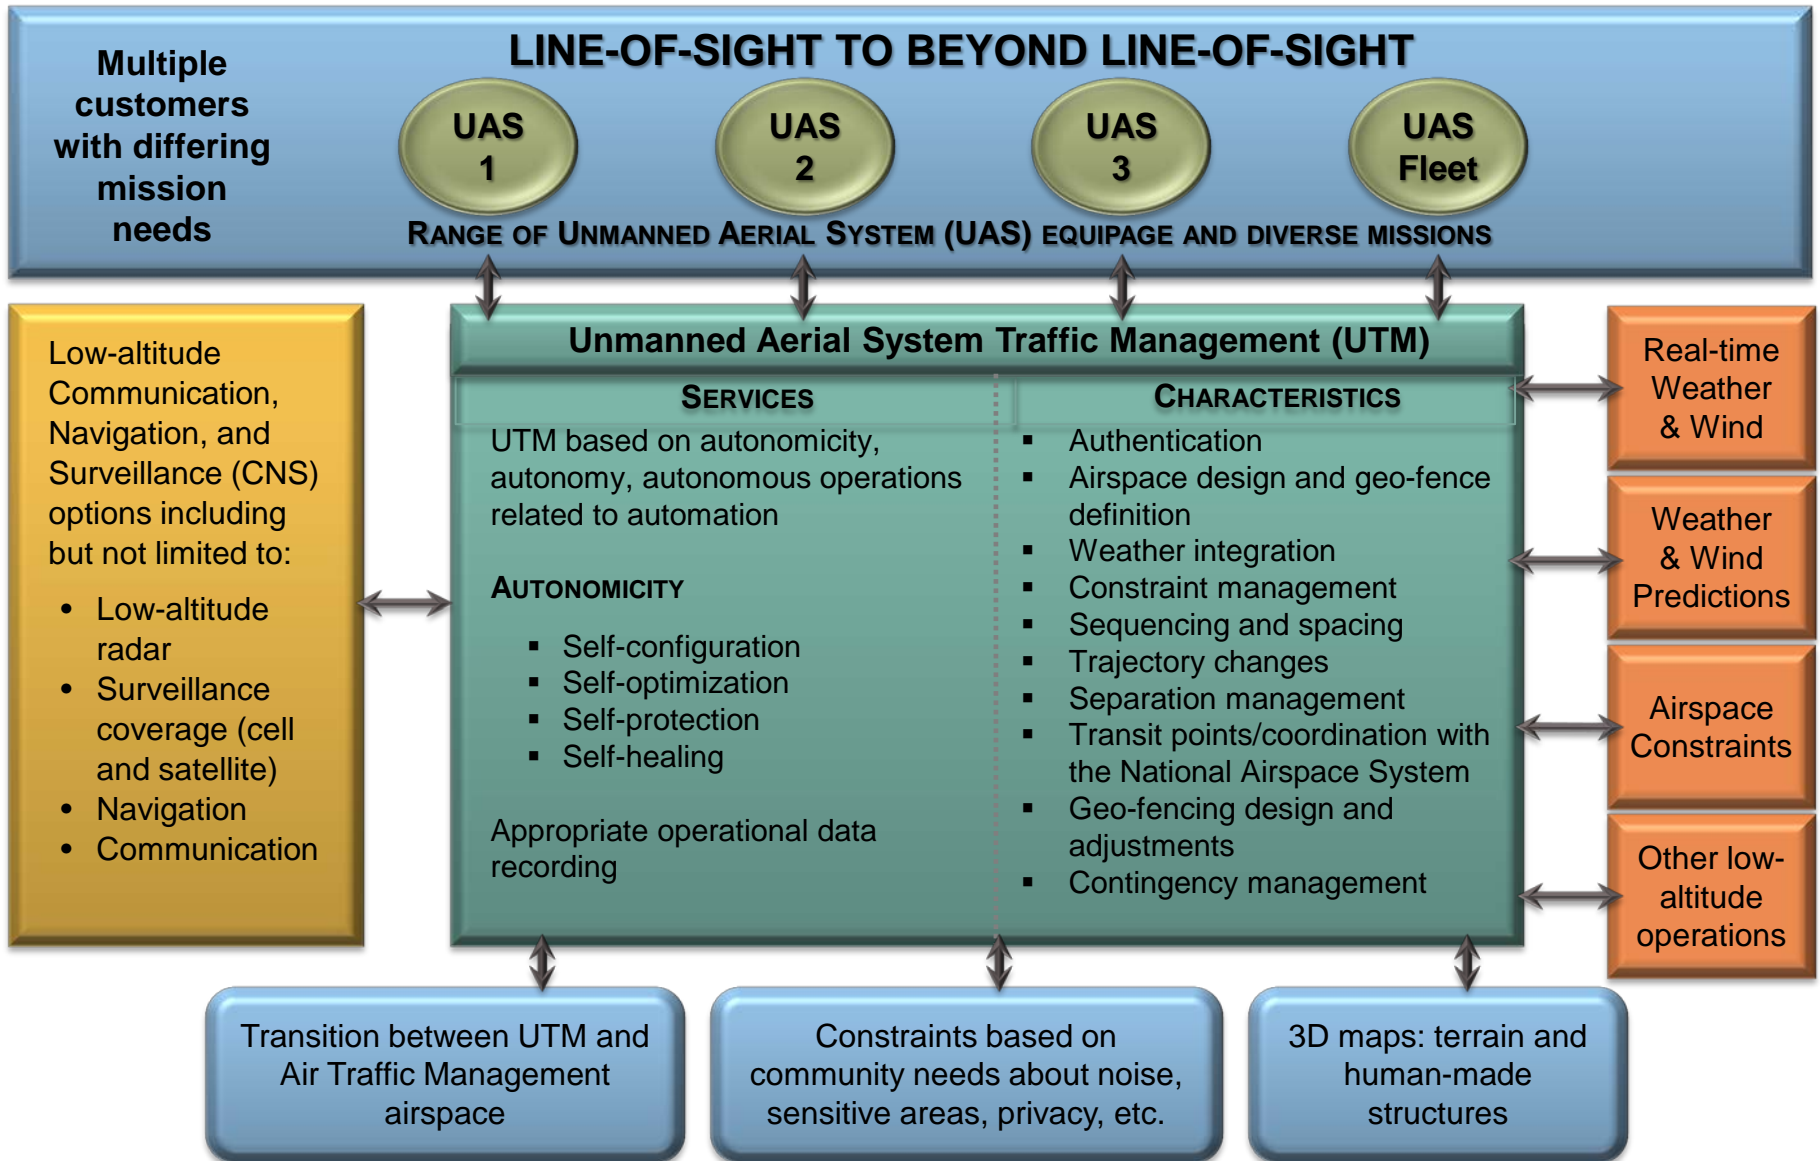 Multiple
customers
with differing
mission
needs
LINE-OF-SIGHT TO BEYOND LINE-OF-SIGHT
UAS
1
UAS
2
UAS
3
UAS
Fleet
RANGE OF UNMANNED AERIAL SYSTEM (UAS) EQUIPAGE AND DIVERSE MISSIONS
Low-altitude
Communication,
Navigation, and
Surveillance (CNS)
options including
but not limited to:
• Low-altitude
radar
• Surveillance
coverage (cell
and satellite)
• Navigation
• Communication
Unmanned Aerial System Traffic Management (UTM)
SERVICES
UTM based on autonomicity,
autonomy, autonomous operations
related to automation
AUTONOMICITY
▪ Self-configuration
▪ Self-optimization
▪ Self-protection
▪ Self-healing
Appropriate operational data
recording
CHARACTERISTICS
▪ Authentication
▪ Airspace design and geo-fence
definition
▪ Weather integration
▪ Constraint management
▪ Sequencing and spacing
▪ Trajectory changes
▪ Separation management
▪ Transit points/coordination with
the National Airspace System
▪ Geo-fencing design and
adjustments
▪ Contingency management
Real-time
Weather
& Wind
Weather
& Wind
Predictions
Airspace
Constraints
Other low-
altitude
operations
Transition between UTM and
Air Traffic Management
airspace
Constraints based on
community needs about noise,
sensitive areas, privacy, etc.
3D maps: terrain and
human-made
structures